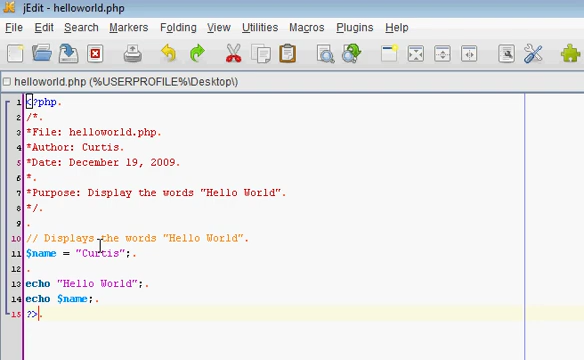 jEdit - helloworld.php
File Edit Search Markers Folding View Utilities Macros Plugins Help
helloworld.php (%USERPROFILE%\Desktop\)
1 <?php
2 /*
3 *File: helloworld.php
4 *Author: Curtis
5 *Date: December 19, 2009
6 *
7 *Purpose: Display the words "Hello World"
8 */
9
10 // Displays the words "Hello World"
11 $name = "Curtis";
12
13 echo "Hello World";
14 echo $name;
15 ?>